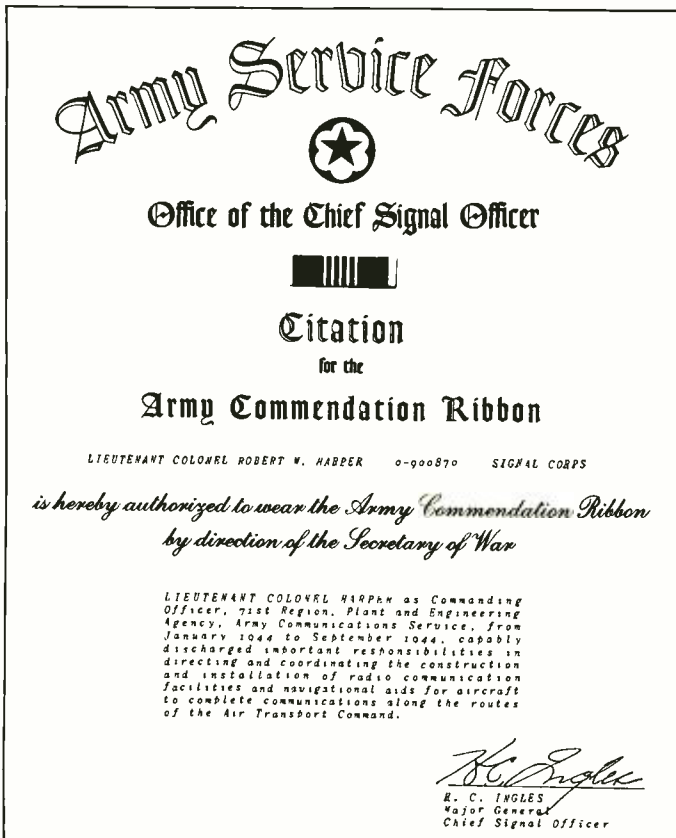 Army Service Forces
Office of the Chief Signal Officer
Citation
for the
Army Commendation Ribbon
LIEUTENANT COLONEL ROBERT W. HARPER 0-900870 SIGNAL CORPS
is hereby authorized to wear the Army Commendation Ribbon
by direction of the Secretary of War
LIEUTENANT COLONEL HARPER as Commanding
Officer, 71st Region, Plant and Engineering
Agency, Army Communications Service, from
January 1944 to September 1944, capably
discharged important responsibilities in
directing and coordinating the construction
and installation of radio communication
facilities and navigational aids for aircraft
to complete communications along the routes
of the Air Transport Command.
H.C. Ingles
H. C. INGLES
Major General
Chief Signal Officer